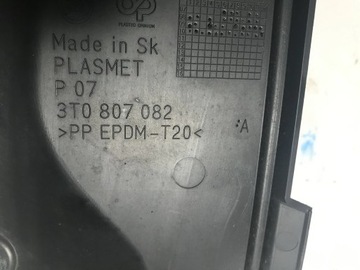 Made in Sk
PLASMET
P 07
3T0 807 082
>PP EPDM-T20<
A